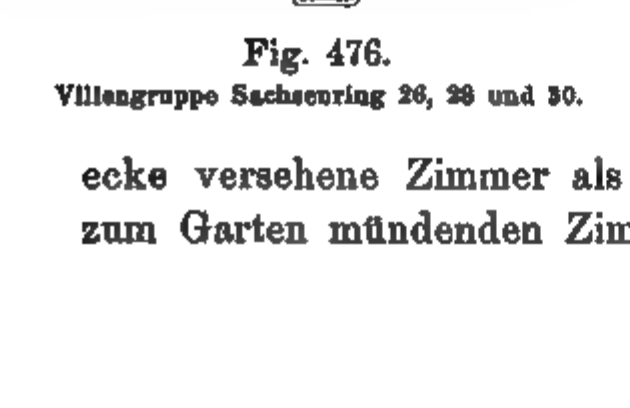 Fig. 476.
Villengruppe Sachsenring 26, 28 und 30.
ecke versehene Zimmer als
zum Garten mündenden Zim